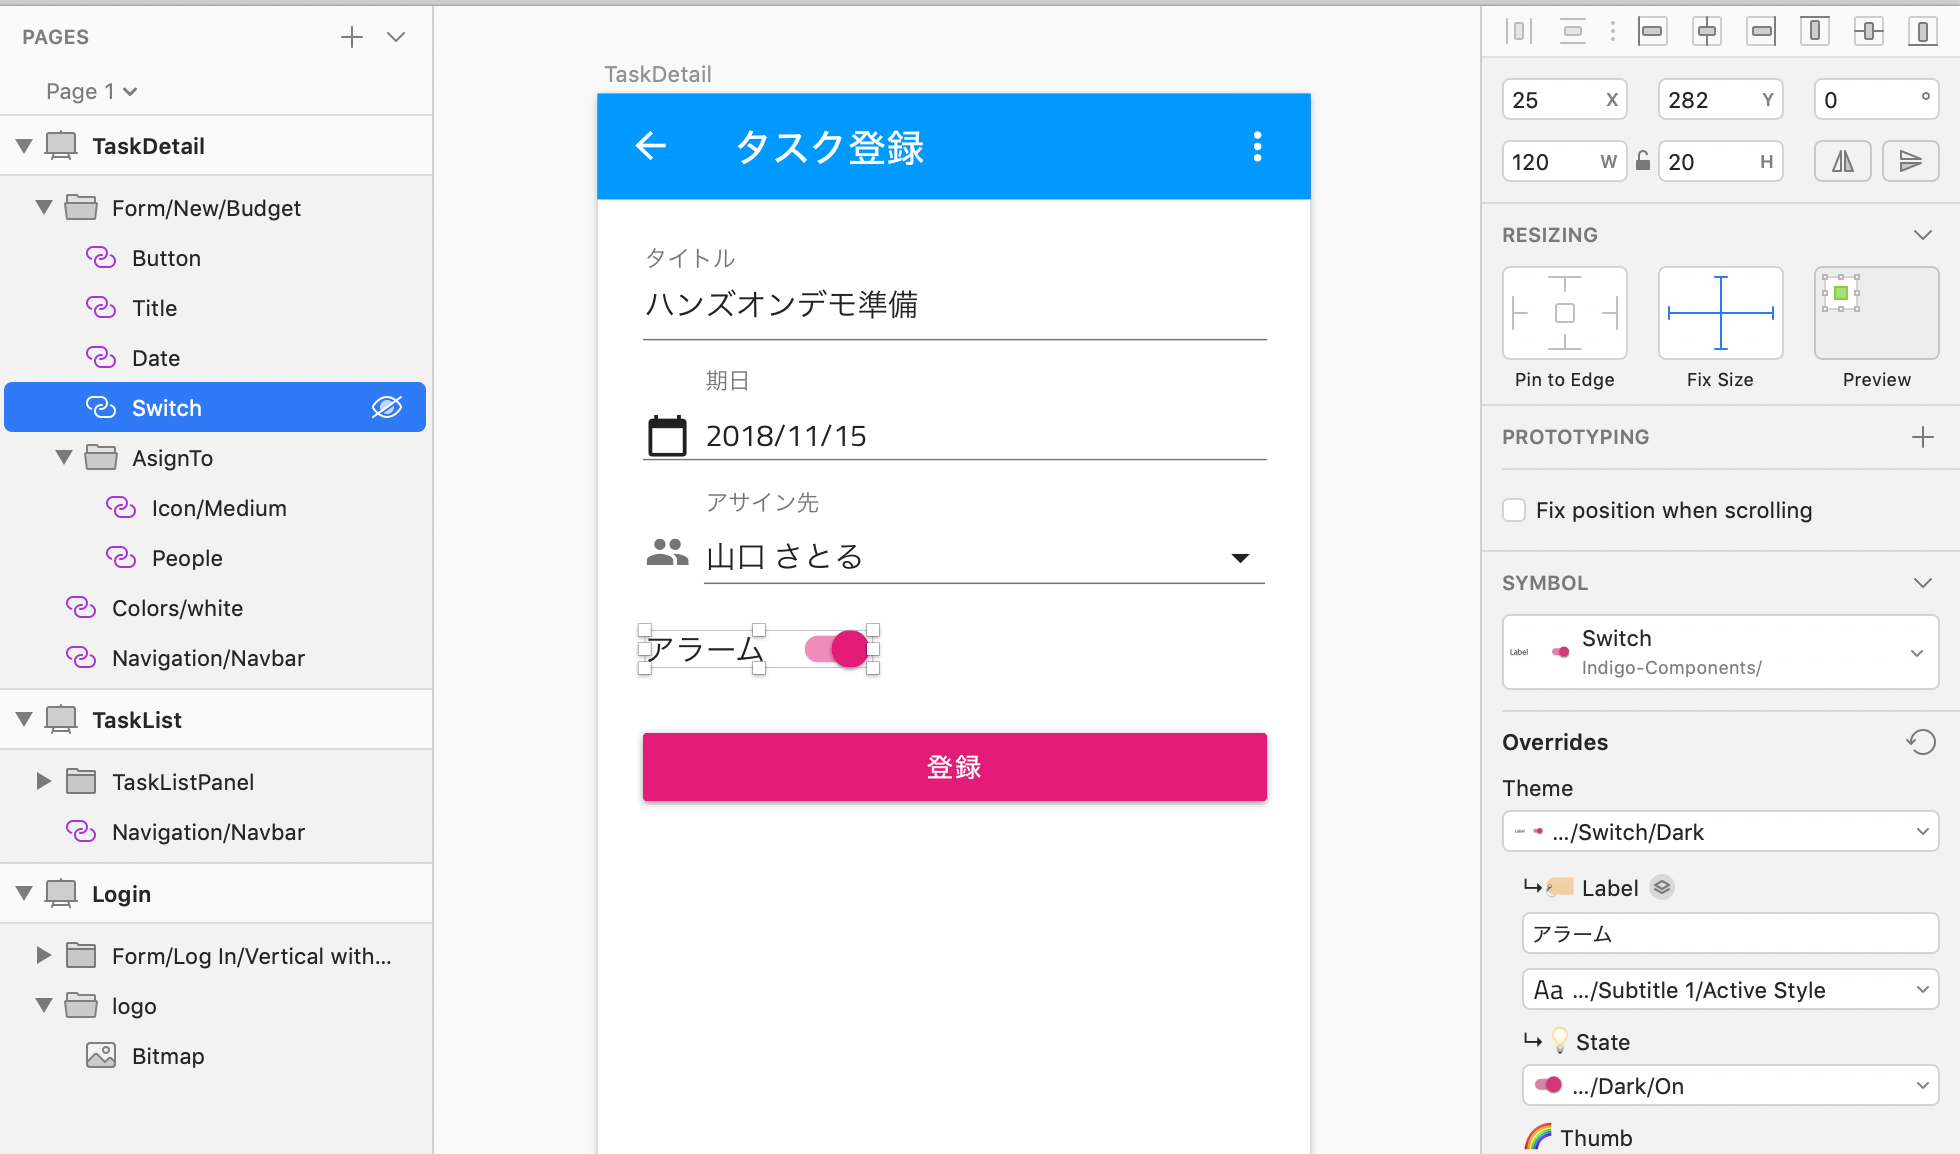 PAGES
Page 1
TaskDetail
Form/New/Budget
Button
Title
Date
Switch
AsignTo
Icon/Medium
People
Colors/white
Navigation/Navbar
TaskList
TaskListPanel
Navigation/Navbar
Login
Form/Log In/Vertical with...
logo
Bitmap
TaskDetail
タスク登録
タイトル
ハンズオンデモ準備
期日
2018/11/15
アサイン先
山口 さとる
アラーム
登録
25 X 282 Y 0 °
120 W 20 H
RESIZING
Pin to Edge Fix Size Preview
PROTOTYPING
Fix position when scrolling
SYMBOL
Label
Switch
Indigo-Components/
Overrides
Theme
Label .../Switch/Dark
Label
アラーム
Aa .../Subtitle 1/Active Style
State
.../Dark/On
Thumb